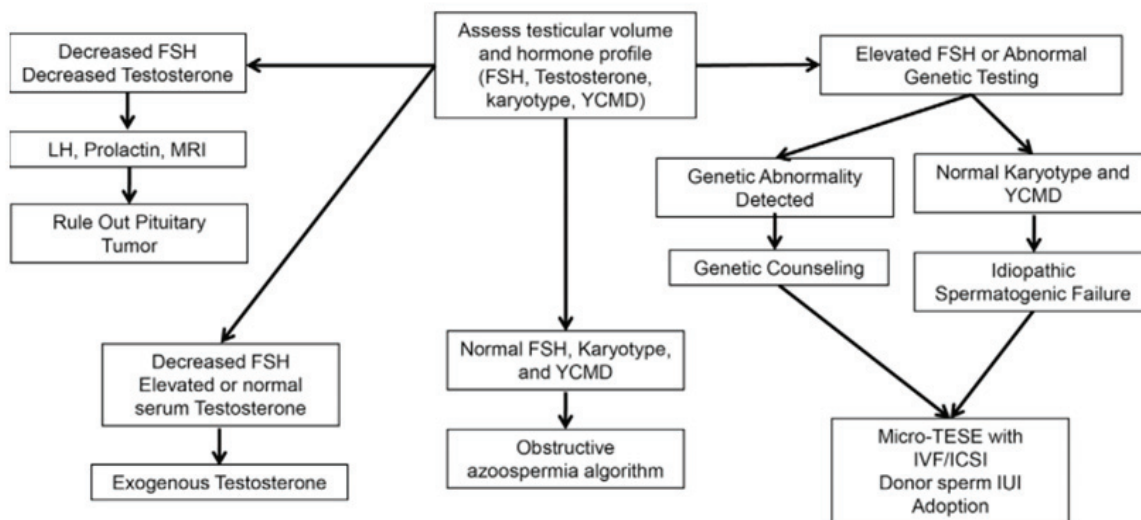 Assess testicular volume
and hormone profile
(FSH, Testosterone,
karyotype, YCMD)
Decreased FSH
Decreased Testosterone
LH, Prolactin, MRI
Rule Out Pituitary
Tumor
Decreased FSH
Elevated or normal
serum Testosterone
Exogenous Testosterone
Normal FSH, Karyotype,
and YCMD
Obstructive
azoospermia algorithm
Elevated FSH or Abnormal
Genetic Testing
Genetic Abnormality
Detected
Genetic Counseling
Normal Karyotype and
YCMD
Idiopathic
Spermatogenic Failure
Micro-TESE with
IVF/ICSI
Donor sperm IUI
Adoption